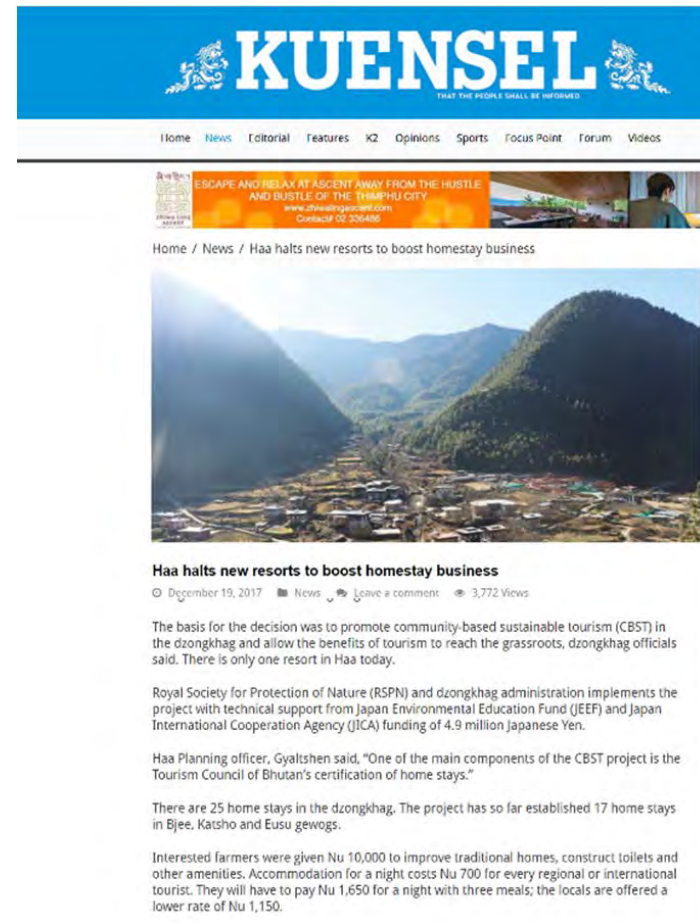 KUENSEL
THAT THE PEOPLE SHALL BE INFORMED
Home News Editorial Features K2 Opinions Sports Focus Point Forum Videos
ESCAPE AND RELAX AT ASCENT AWAY FROM THE HUSTLE
AND BUSTLE OF THE THIMPHU CITY
www.zhiwalingascent.com
Contact# 02 336486
Home / News / Haa halts new resorts to boost homestay business
Haa halts new resorts to boost homestay business
December 19, 2017 News Leave a comment 3,772 Views
The basis for the decision was to promote community-based sustainable tourism (CBST) in
the dzongkhag and allow the benefits of tourism to reach the grassroots, dzongkhag officials
said. There is only one resort in Haa today.
Royal Society for Protection of Nature (RSPN) and dzongkhag administration implements the
project with technical support from Japan Environmental Education Fund (JEEF) and Japan
International Cooperation Agency (JICA) funding of 4.9 million Japanese Yen.
Haa Planning officer, Gyaltshen said, “One of the main components of the CBST project is the
Tourism Council of Bhutan’s certification of home stays.”
There are 25 home stays in the dzongkhag. The project has so far established 17 home stays
in Bjee, Katsho and Eusu gewogs.
Interested farmers were given Nu 10,000 to improve traditional homes, construct toilets and
other amenities. Accommodation for a night costs Nu 700 for every regional or international
tourist. They will have to pay Nu 1,650 for a night with three meals; the locals are offered a
lower rate of Nu 1,150.